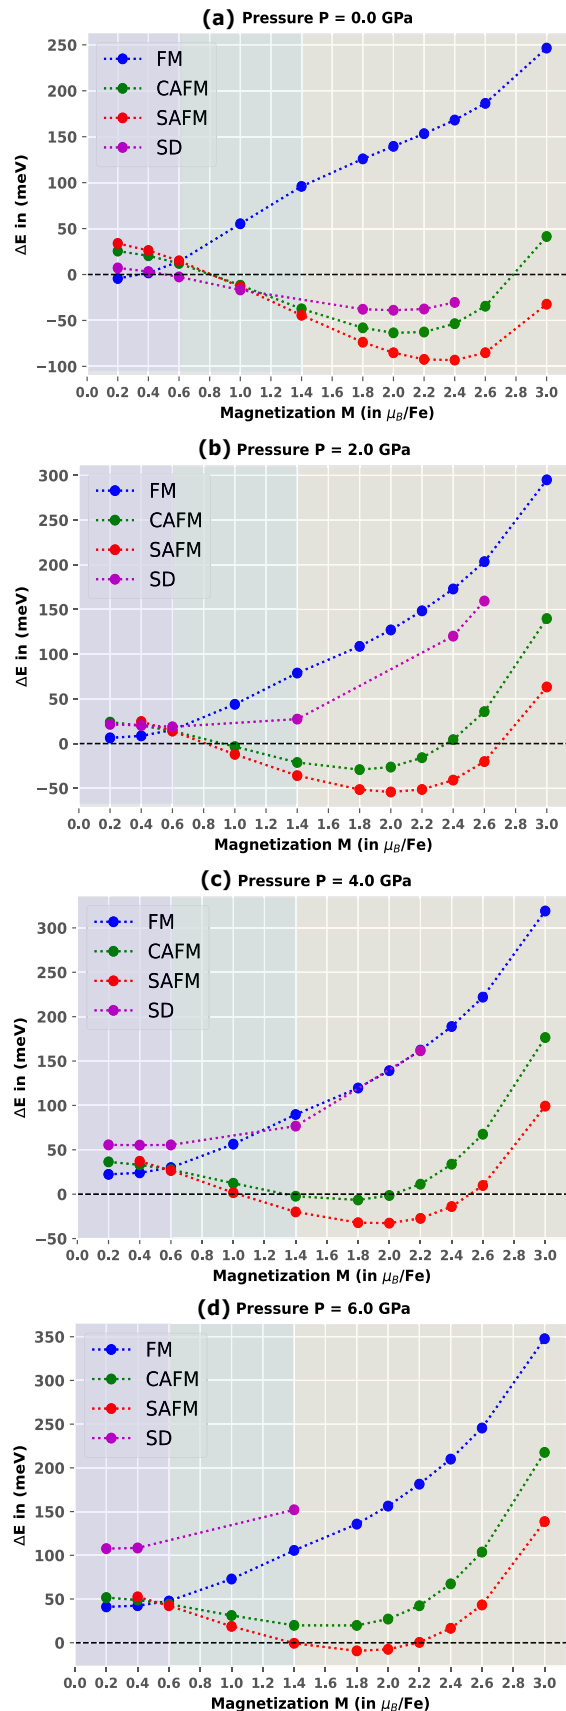 (a) Pressure P = 0.0 GPa
FM
CAFM
SAFM
SD
250
200
150
100
50
0
−50
−100
ΔE in (meV)
0.0 0.2 0.4 0.6 0.8 1.0 1.2 1.4 1.6 1.8 2.0 2.2 2.4 2.6 2.8 3.0
Magnetization M (in μB/Fe)
(b) Pressure P = 2.0 GPa
FM
CAFM
SAFM
SD
300
250
200
150
100
50
0
−50
ΔE in (meV)
0.0 0.2 0.4 0.6 0.8 1.0 1.2 1.4 1.6 1.8 2.0 2.2 2.4 2.6 2.8 3.0
Magnetization M (in μB/Fe)
(c) Pressure P = 4.0 GPa
FM
CAFM
SAFM
SD
300
250
200
150
100
50
0
−50
ΔE in (meV)
0.0 0.2 0.4 0.6 0.8 1.0 1.2 1.4 1.6 1.8 2.0 2.2 2.4 2.6 2.8 3.0
Magnetization M (in μB/Fe)
(d) Pressure P = 6.0 GPa
FM
CAFM
SAFM
SD
350
300
250
200
150
100
50
0
ΔE in (meV)
0.0 0.2 0.4 0.6 0.8 1.0 1.2 1.4 1.6 1.8 2.0 2.2 2.4 2.6 2.8 3.0
Magnetization M (in μB/Fe)